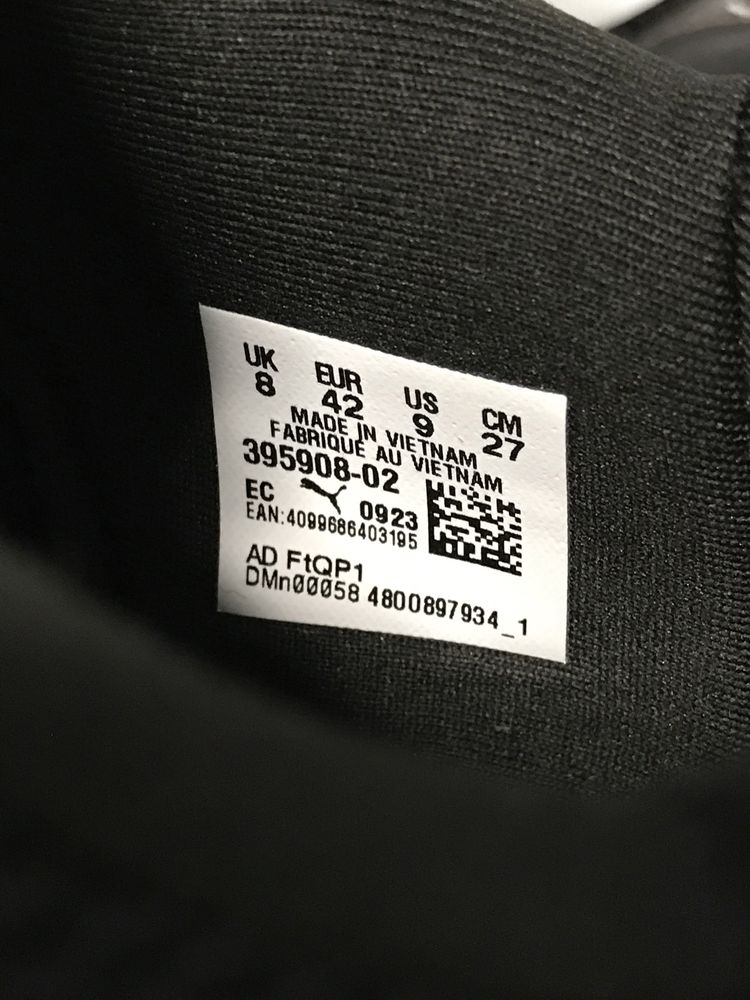 UK EUR US CM
8 42 9 27
MADE IN VIETNAM
FABRIQUÉ AU VIETNAM
395908-02
EC 0923
EAN:4099686403195
AD FtQP1
DMn00058 4800897934_1